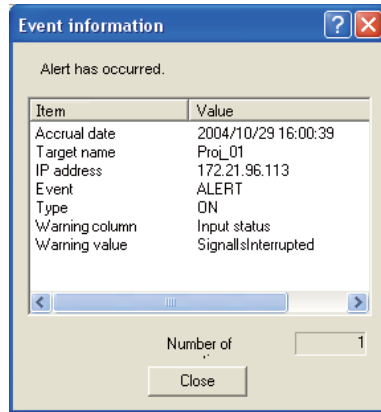 Event information
Alert has occurred.
Item Value
Accrual date 2004/10/29 16:00:39
Target name Proj_01
IP address 172.21.96.113
Event ALERT
Type ON
Warning column Input status
Warning value SignalIsInterrupted
Number of 1
Close